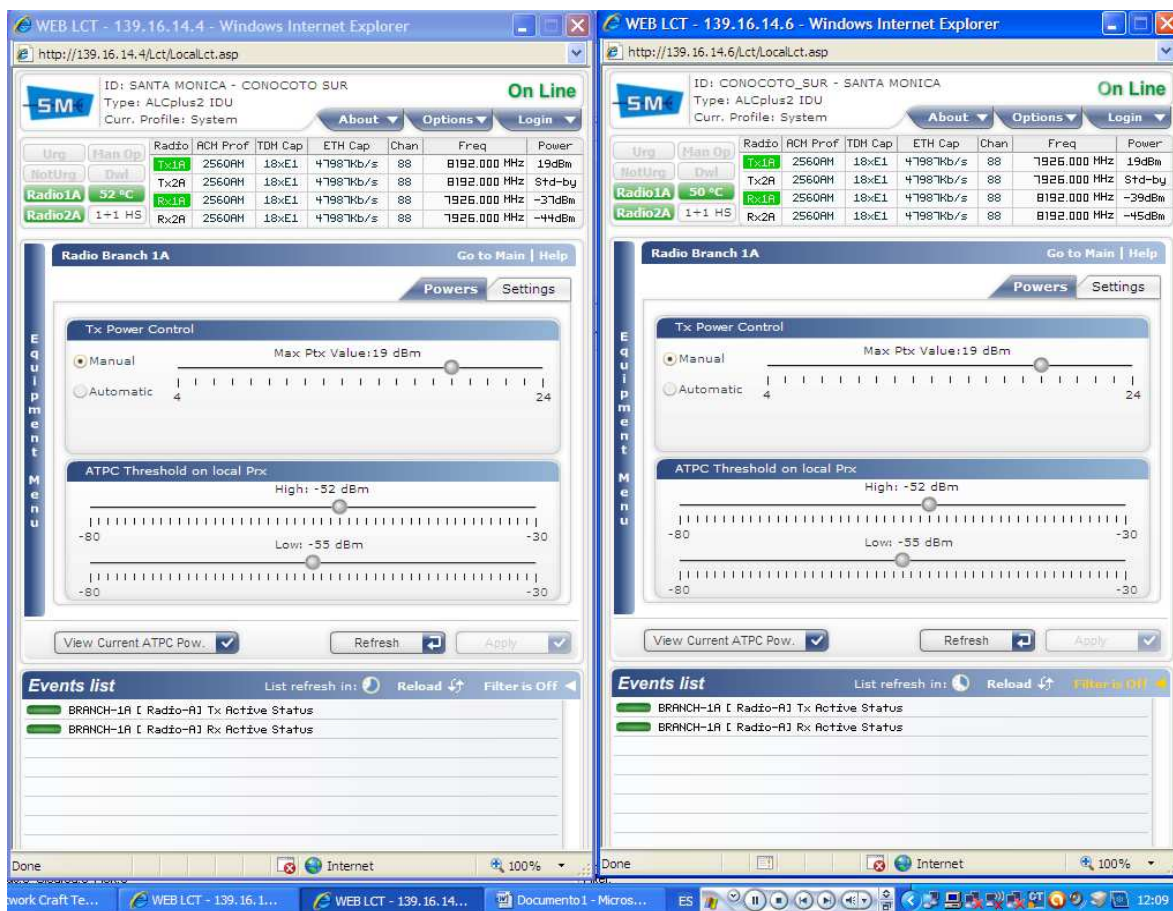 WEB LCT - 139.16.14.4 - Windows Internet Explorer
http://139.16.14.4/Lct/LocalLct.asp
SM
ID: SANTA MONICA - CONOCOTO SUR
Type: ALCplus2 IDU
Curr. Profile: System
On Line
About Options Login
Urg Man Op
NotUrg Dwl
Radio1A 52 ºC
Radio2A 1+1 HS
Radio ACM Prof TDM Cap ETH Cap Chan Freq Power
Tx1A 256QAM 18xE1 47987Kb/s 88 8192.000 MHz 19dBm
Tx2A 256QAM 18xE1 47987Kb/s 88 8192.000 MHz Std-by
Rx1A 256QAM 18xE1 47987Kb/s 88 7926.000 MHz -37dBm
Rx2A 256QAM 18xE1 47987Kb/s 88 7926.000 MHz -44dBm
Equipment Menu
Radio Branch 1A Go to Main | Help
Powers Settings
Tx Power Control
Manual
Automatic
Max Ptx Value:19 dBm
4 24
ATPC Threshold on local Prx
High: -52 dBm
-80 -30
Low: -55 dBm
-80 -30
View Current ATPC Pow. Refresh Apply
Events list List refresh in: Reload Filter is Off
BRANCH-1A [ Radio-A] Tx Active Status
BRANCH-1A [ Radio-A] Rx Active Status
Done Internet 100%
WEB LCT - 139.16.14.6 - Windows Internet Explorer
http://139.16.14.6/Lct/LocalLct.asp
SM
ID: CONOCOTO_SUR - SANTA MONICA
Type: ALCplus2 IDU
Curr. Profile: System
On Line
About Options Login
Urg Man Op
NotUrg Dwl
Radio1A 50 ºC
Radio2A 1+1 HS
Radio ACM Prof TDM Cap ETH Cap Chan Freq Power
Tx1A 256QAM 18xE1 47987Kb/s 88 7926.000 MHz 19dBm
Tx2A 256QAM 18xE1 47987Kb/s 88 7926.000 MHz Std-by
Rx1A 256QAM 18xE1 47987Kb/s 88 8192.000 MHz -39dBm
Rx2A 256QAM 18xE1 47987Kb/s 88 8192.000 MHz -45dBm
Equipment Menu
Radio Branch 1A Go to Main | Help
Powers Settings
Tx Power Control
Manual
Automatic
Max Ptx Value:19 dBm
4 24
ATPC Threshold on local Prx
High: -52 dBm
-80 -30
Low: -55 dBm
-80 -30
View Current ATPC Pow. Refresh Apply
Events list List refresh in: Reload Filter is Off
BRANCH-1A [ Radio-A] Tx Active Status
BRANCH-1A [ Radio-A] Rx Active Status
Done Internet 100%
twork Craft Te... WEB LCT - 139.16.1... WEB LCT - 139.16.14... Documento1 - Micros... ES 12:09